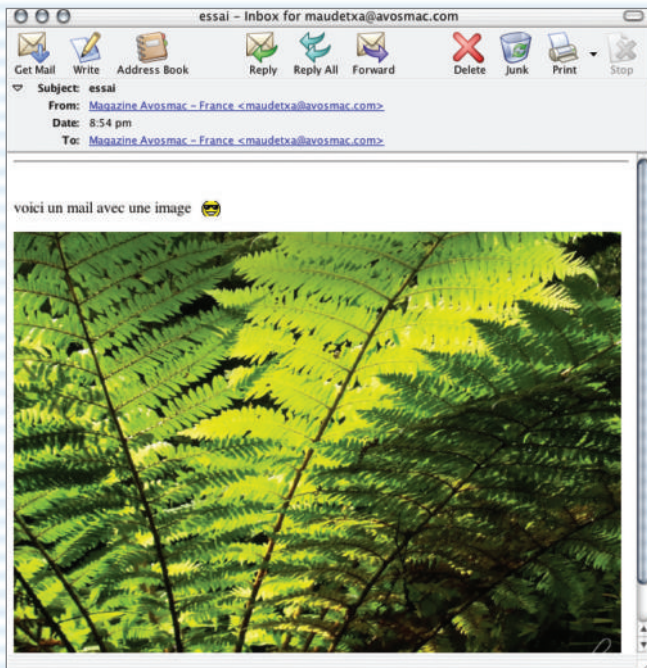 essai – Inbox for maudetxa@avosmac.com
Get Mail Write Address Book Reply Reply All Forward Delete Junk Print Stop
Subject: essai
From: Magazine Avosmac – France <maudetxa@avosmac.com>
Date: 8:54 pm
To: Magazine Avosmac – France <maudetxa@avosmac.com>
voici un mail avec une image